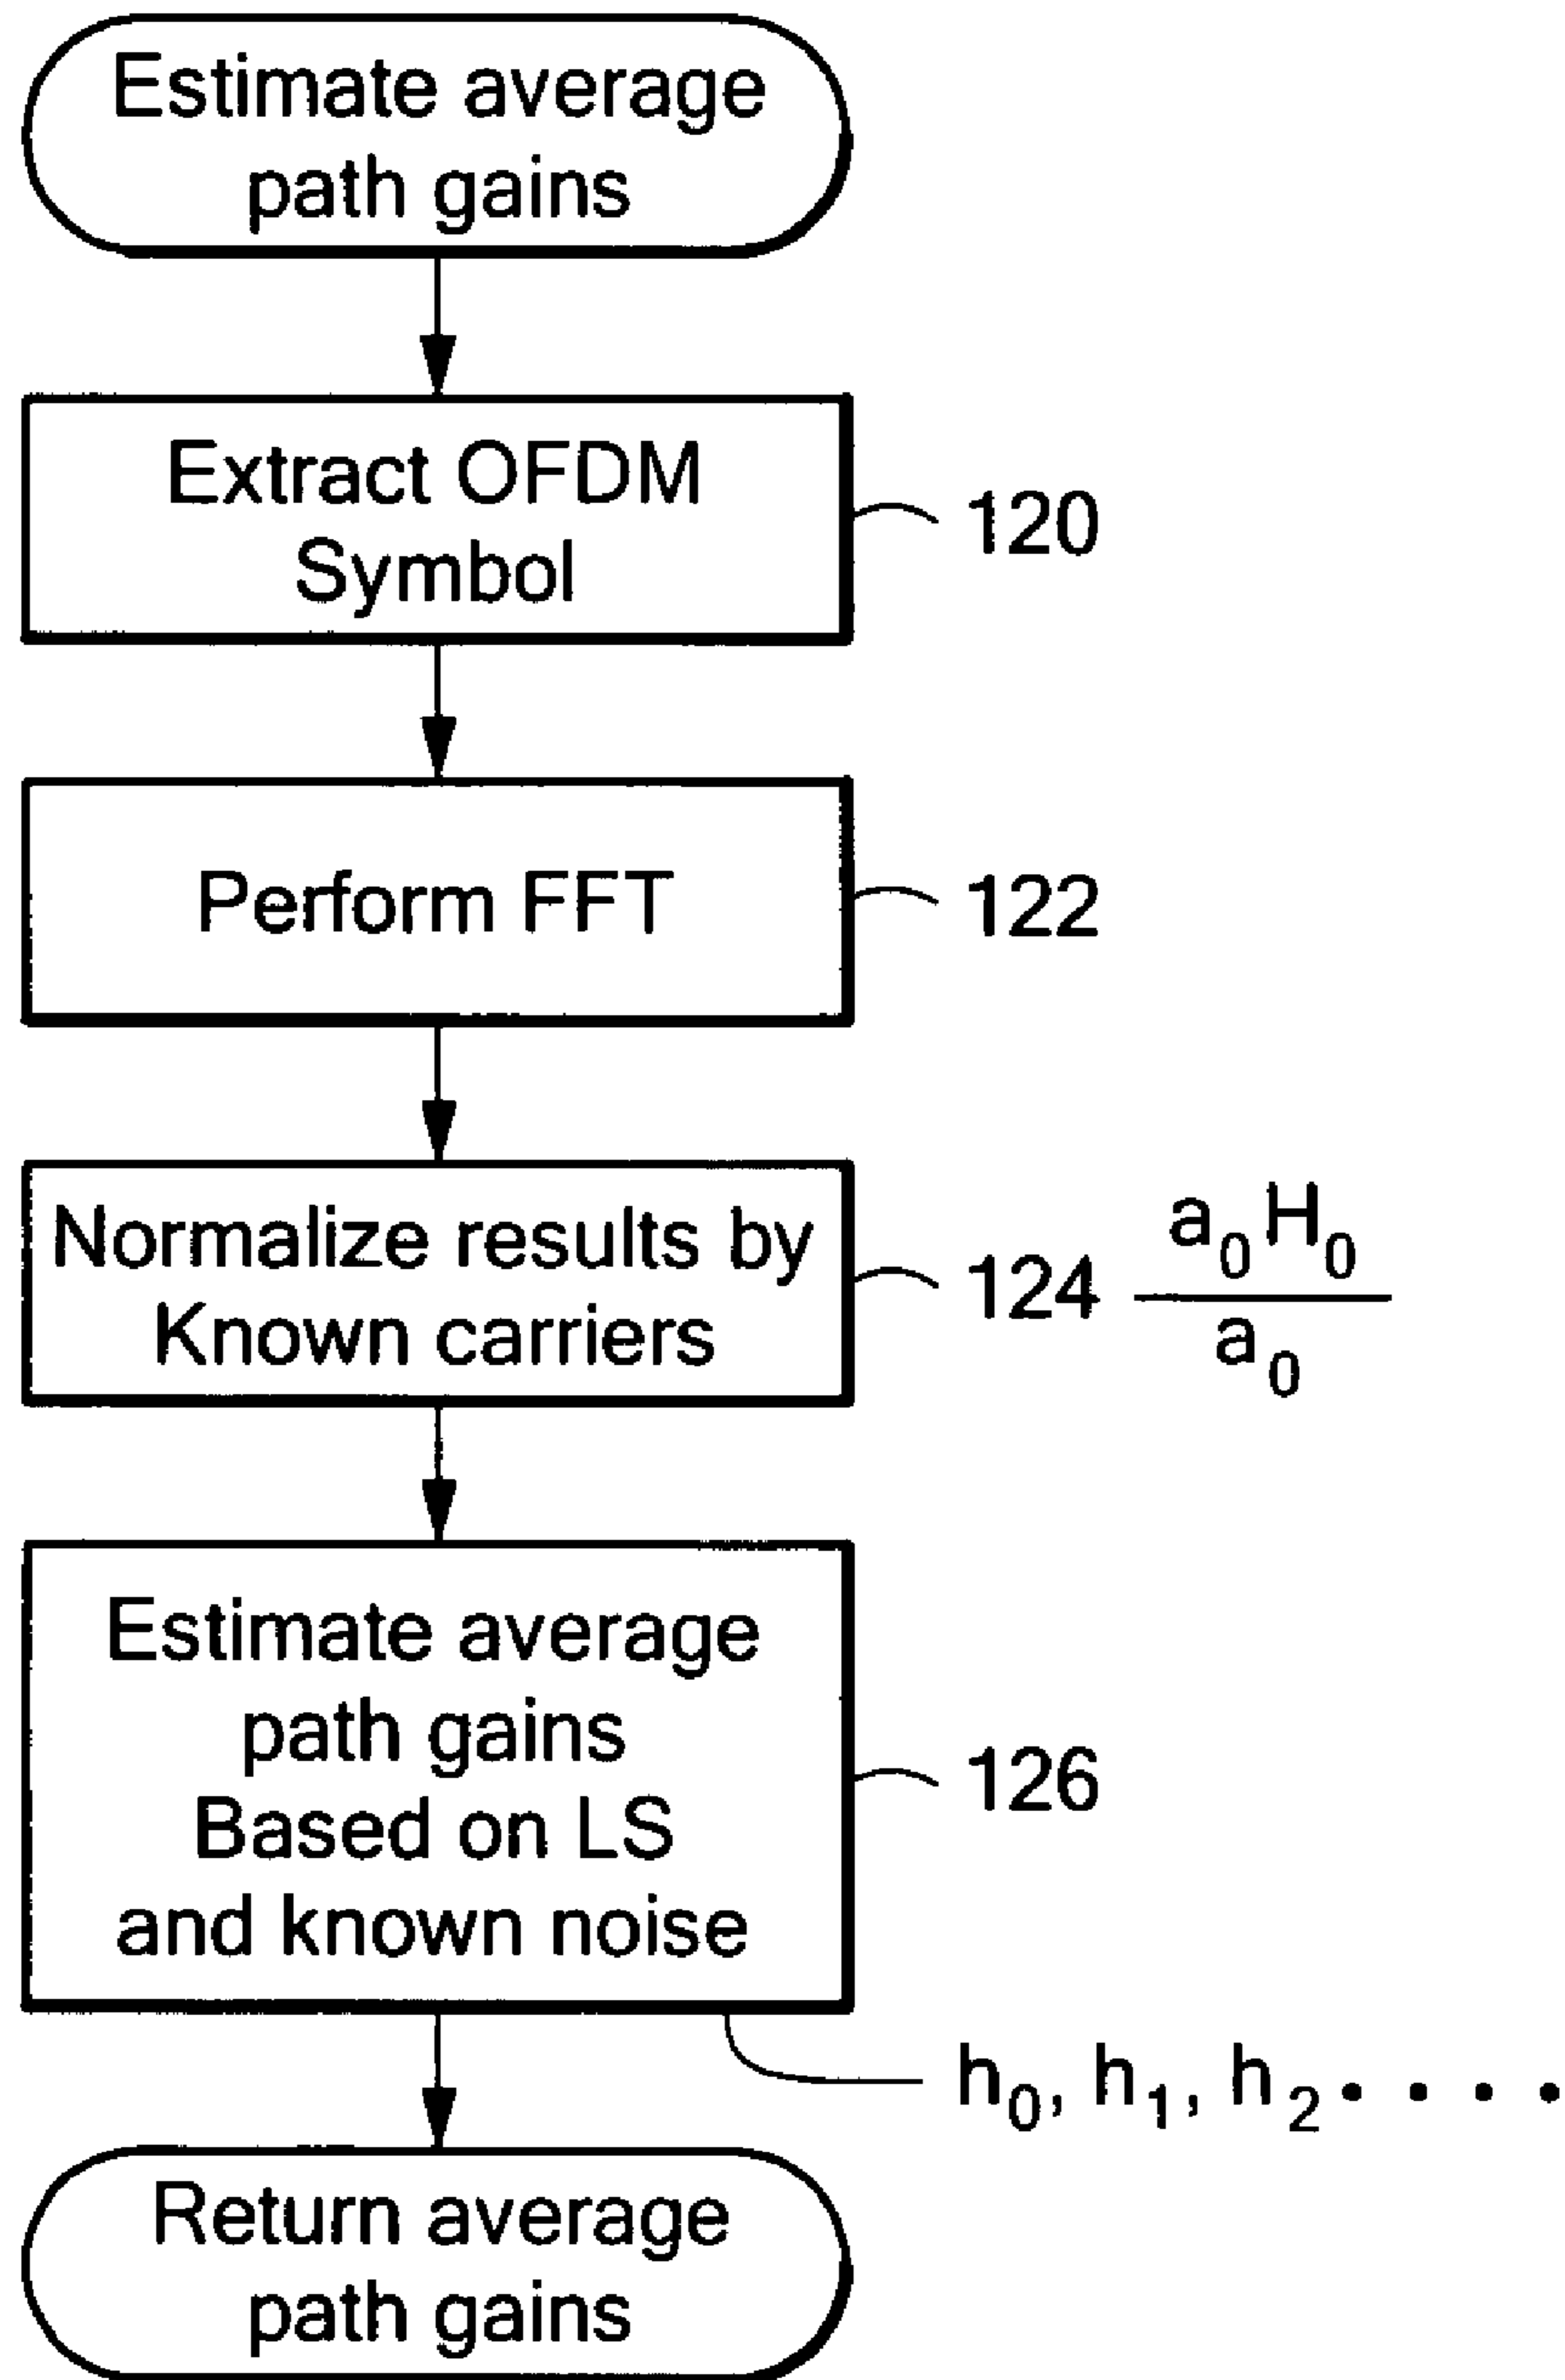 Estimate average
path gains
Extract OFDM
Symbol
120
Perform FFT
122
Normalize results by
Known carriers
124
a₀H₀
a₀
Estimate average
path gains
Based on LS
and known noise
126
h₀, h₁, h₂ • • • •
Return average
path gains